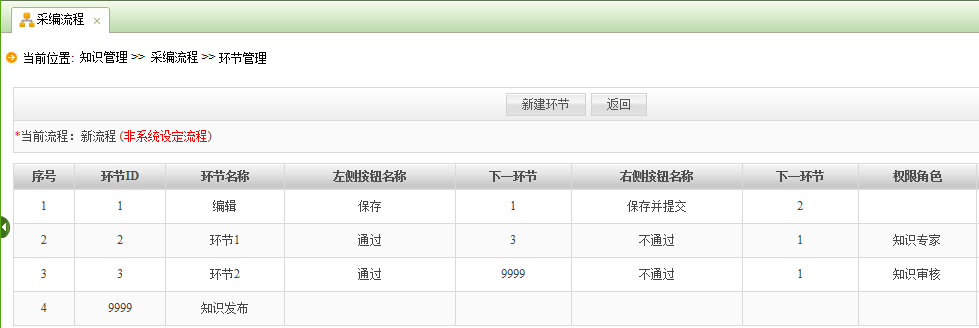 采编流程 ×
当前位置: 知识管理 >> 采编流程 >> 环节管理
新建环节 返回
*当前流程：新流程 (非系统设定流程)
序号 环节ID 环节名称 左侧按钮名称 下一环节 右侧按钮名称 下一环节 权限角色
1 1 编辑 保存 1 保存并提交 2
2 2 环节1 通过 3 不通过 1 知识专家
3 3 环节2 通过 9999 不通过 1 知识审核
4 9999 知识发布